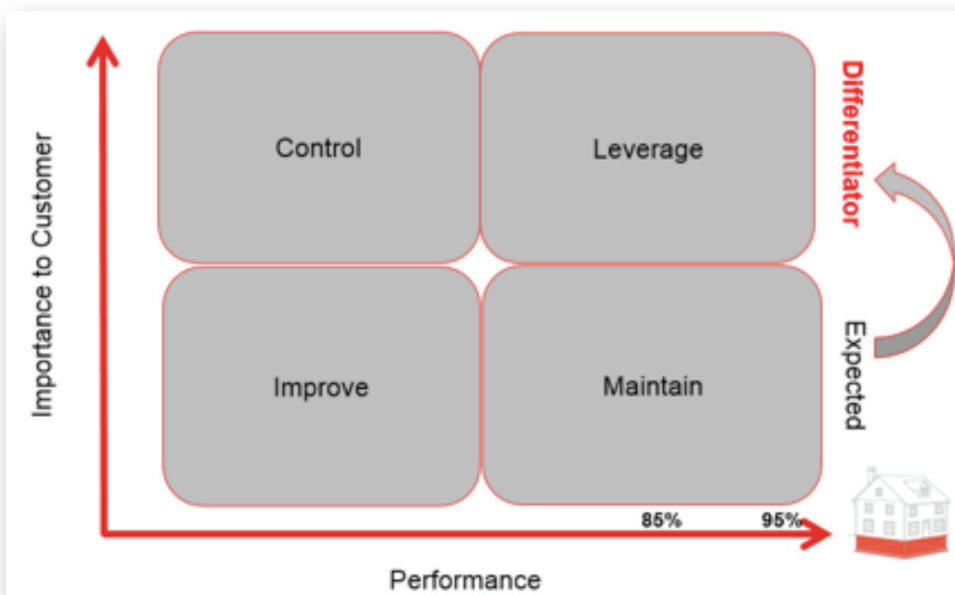 Importance to Customer
Control
Leverage
Differentiator
Improve
Maintain
Expected
85%
95%
Performance